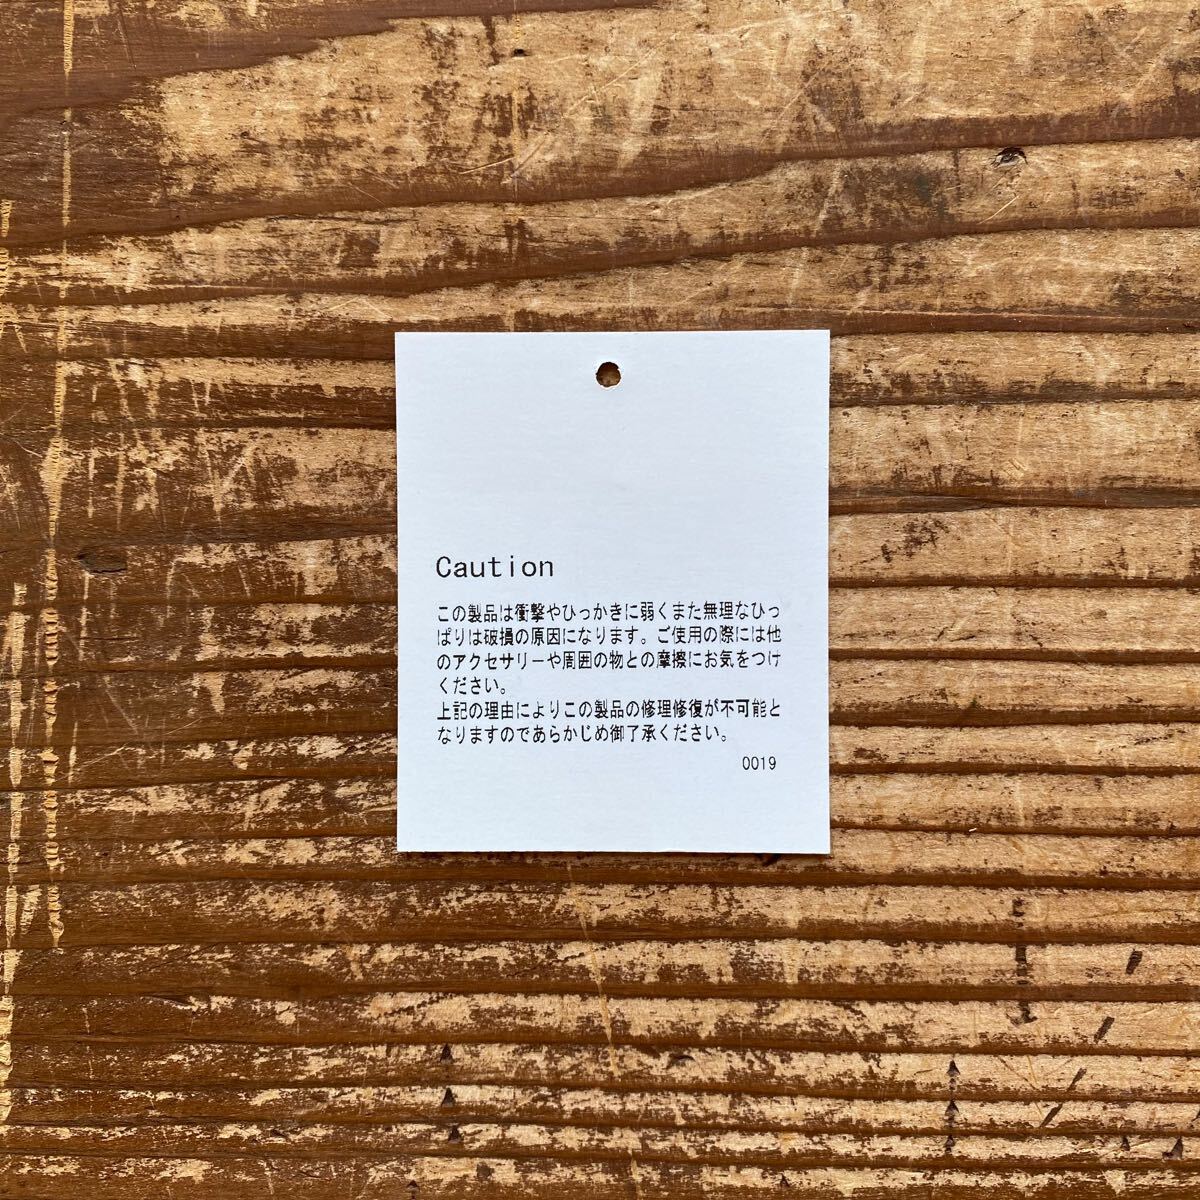 Caution
この製品は衝撃やひっかきに弱くまた無理なひっ
ぱりは破損の原因になります。ご使用の際には他
のアクセサリーや周囲の物との摩擦にお気をつけ
ください。
上記の理由によりこの製品の修理修復が不可能と
なりますのであらかじめ御了承ください。
0019